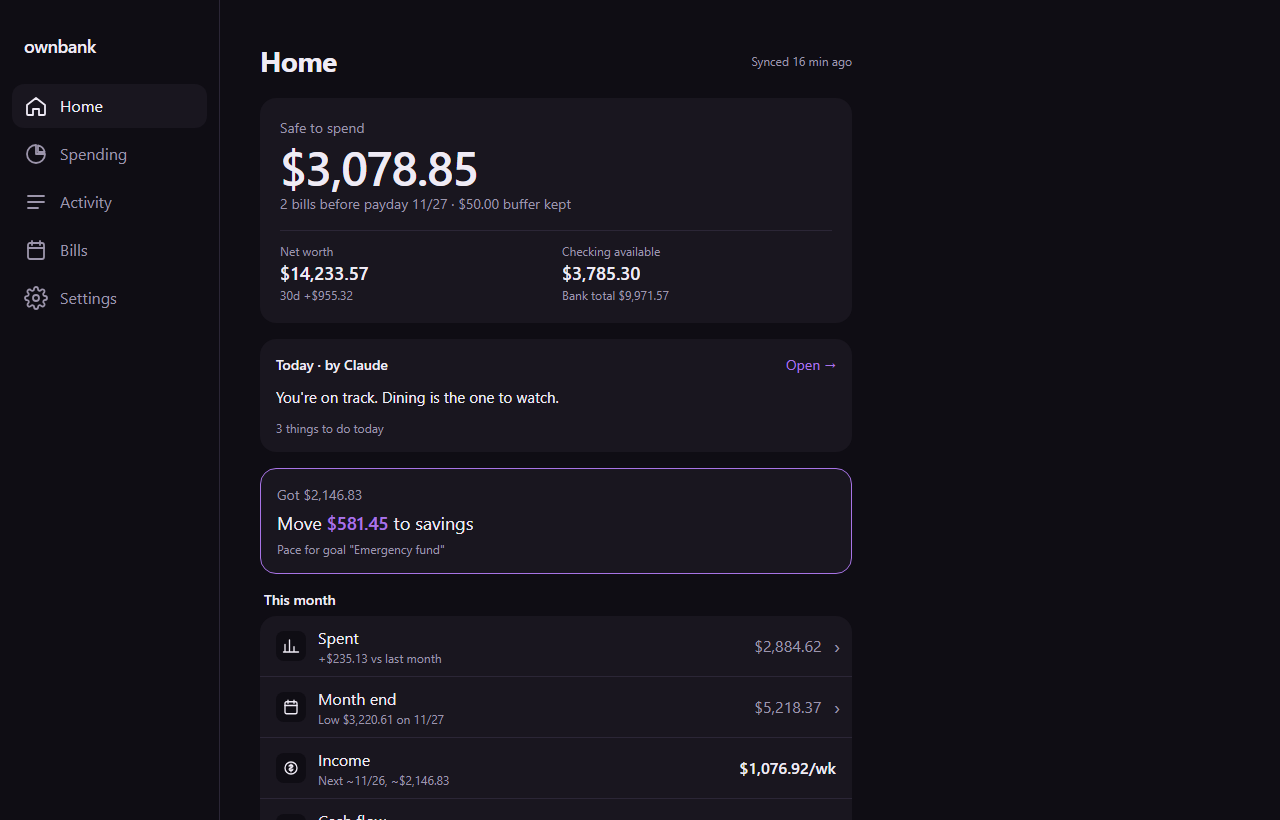 ownbank
Home
Spending
Activity
Bills
Settings
Home
Synced 16 min ago
Safe to spend
$3,078.85
2 bills before payday 11/27 · $50.00 buffer kept
Net worth
$14,233.57
30d +$955.32
Checking available
$3,785.30
Bank total $9,971.57
Today · by Claude
Open →
You're on track. Dining is the one to watch.
3 things to do today
Got $2,146.83
Move $581.45 to savings
Pace for goal "Emergency fund"
This month
Spent
+$235.13 vs last month
$2,884.62 ›
Month end
Low $3,220.61 on 11/27
$5,218.37 ›
Income
Next ~11/26, ~$2,146.83
$1,076.92/wk
Cash flow